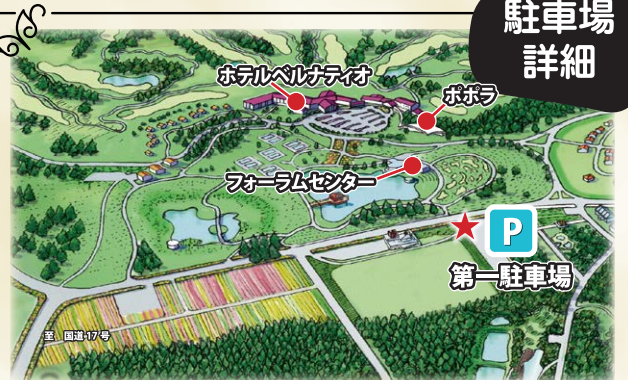 駐車場
詳細
ホテルベルナティオ
ポポラ
フォーラムセンター
P
第一駐車場
至 国道17号